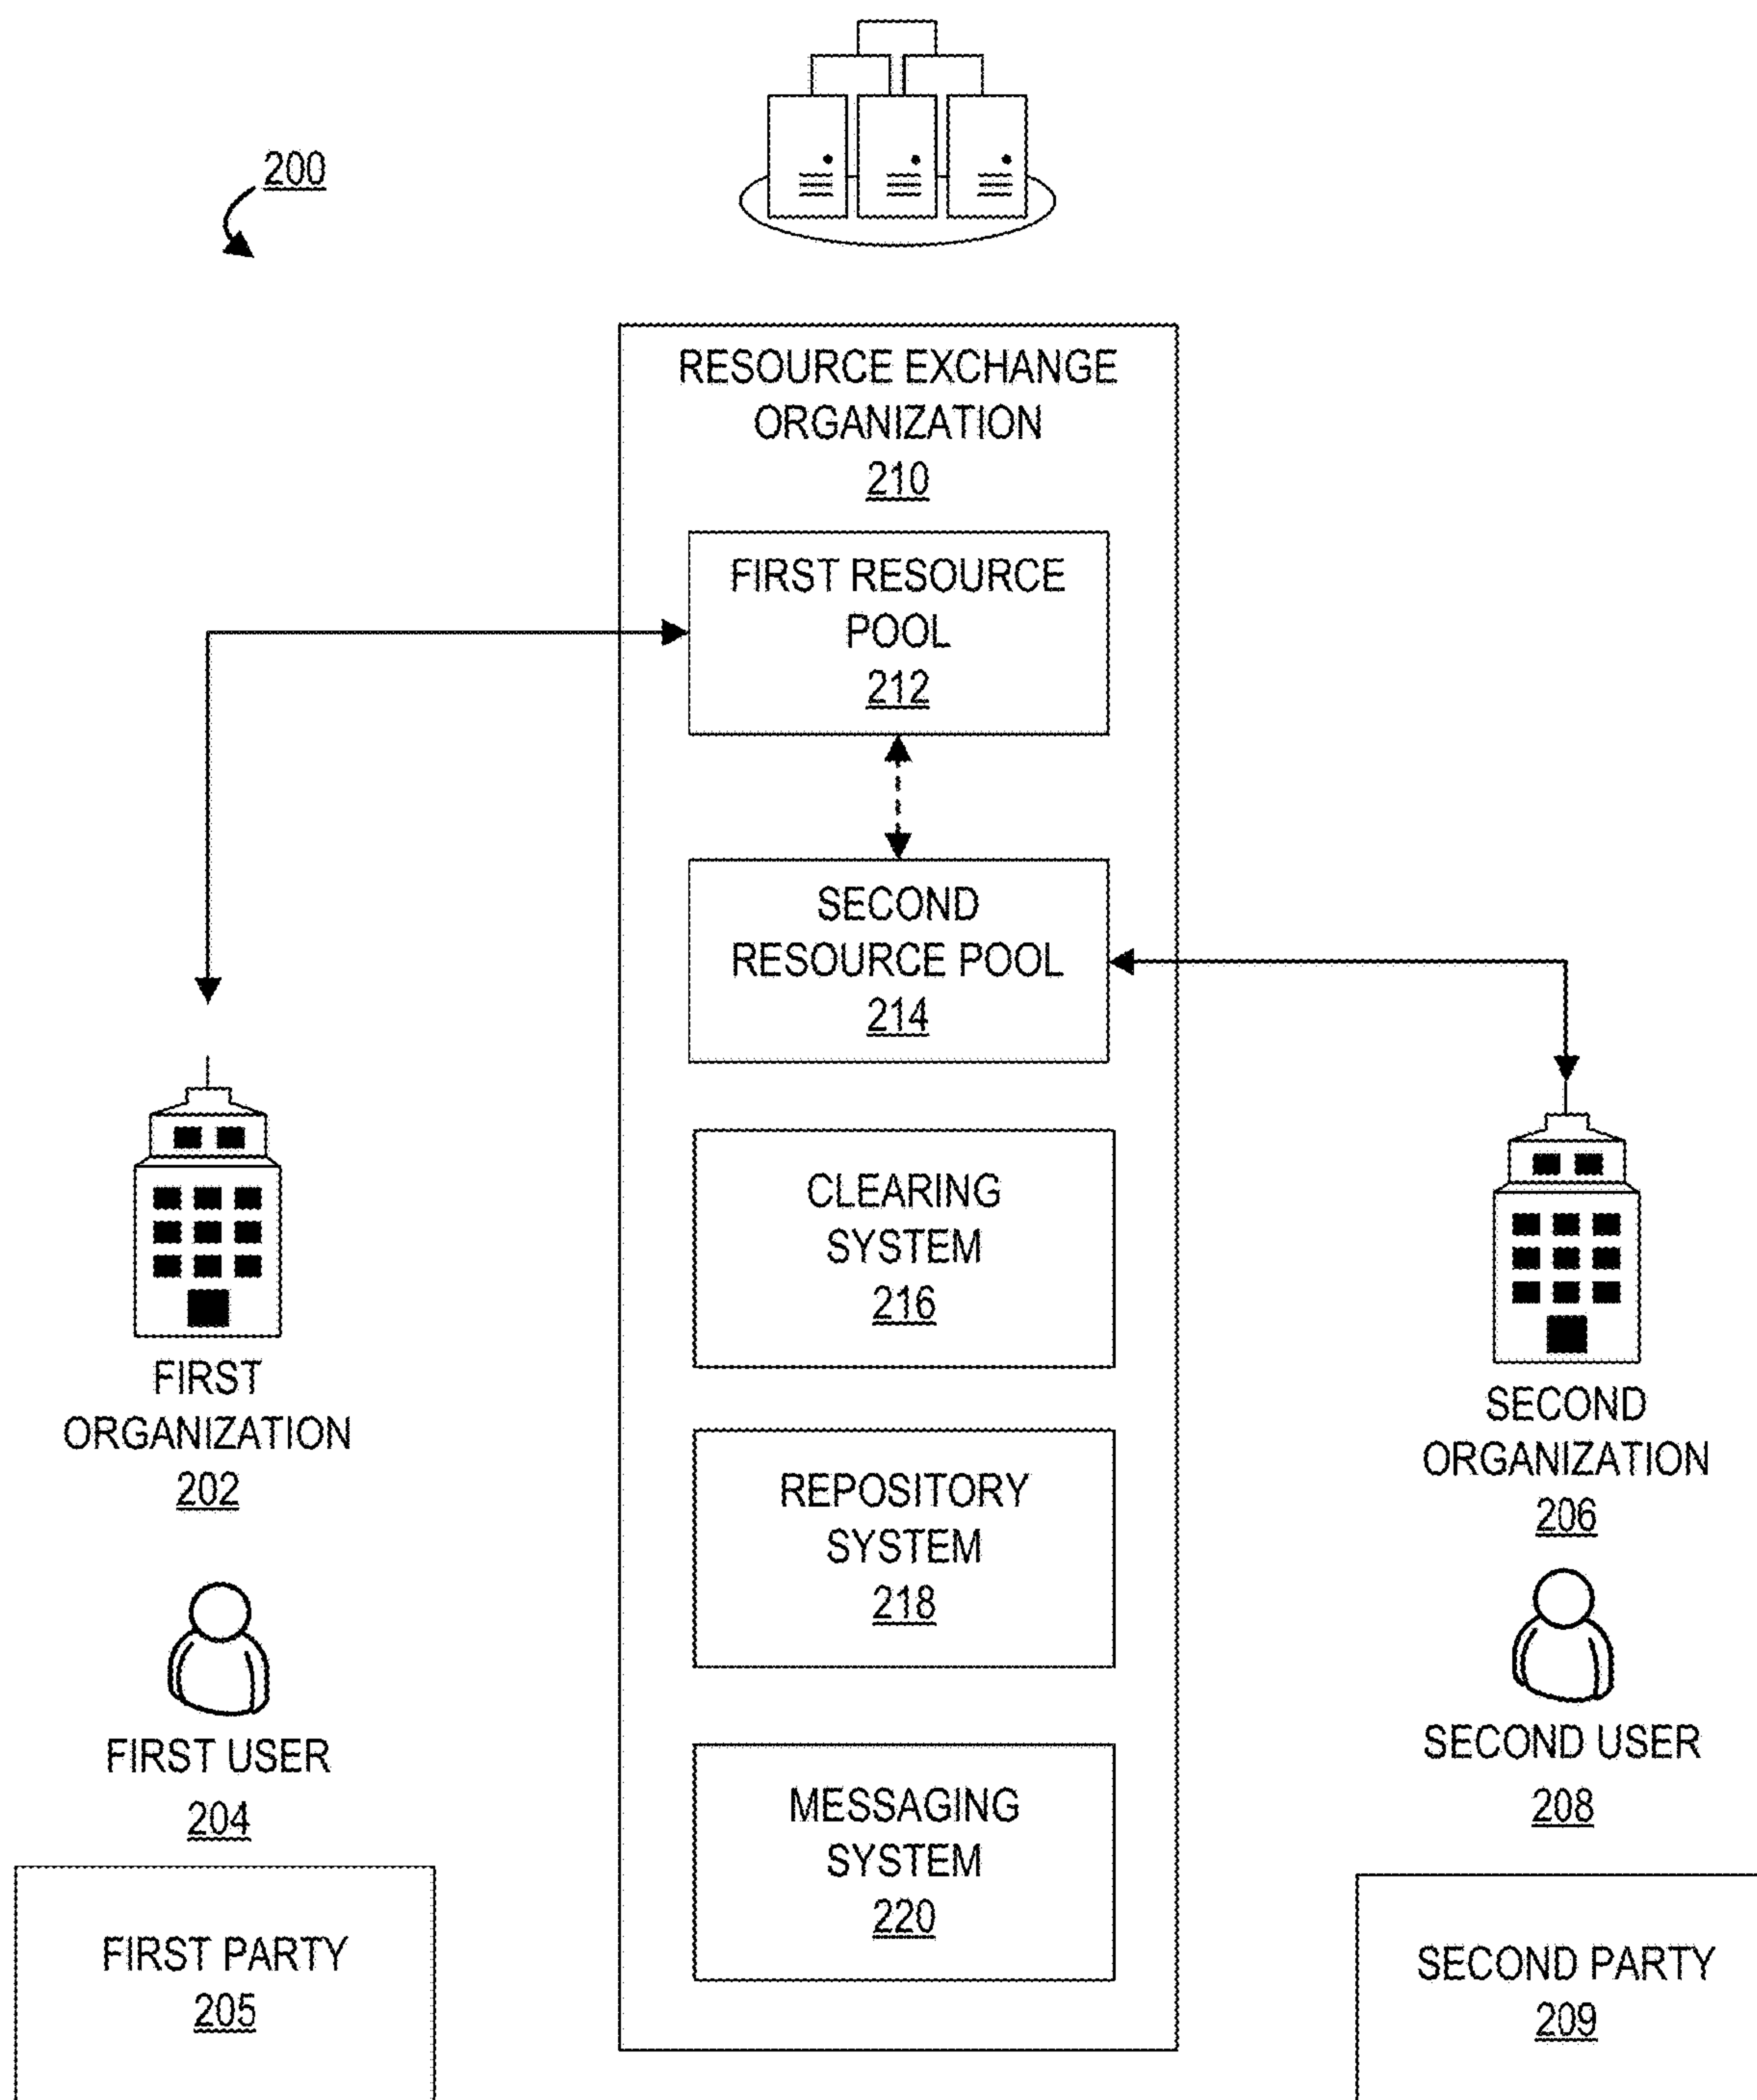 200
RESOURCE EXCHANGE
ORGANIZATION
210
FIRST RESOURCE
POOL
212
SECOND
RESOURCE POOL
214
CLEARING
SYSTEM
216
REPOSITORY
SYSTEM
218
MESSAGING
SYSTEM
220
FIRST
ORGANIZATION
202
FIRST USER
204
FIRST PARTY
205
SECOND
ORGANIZATION
206
SECOND USER
208
SECOND PARTY
209